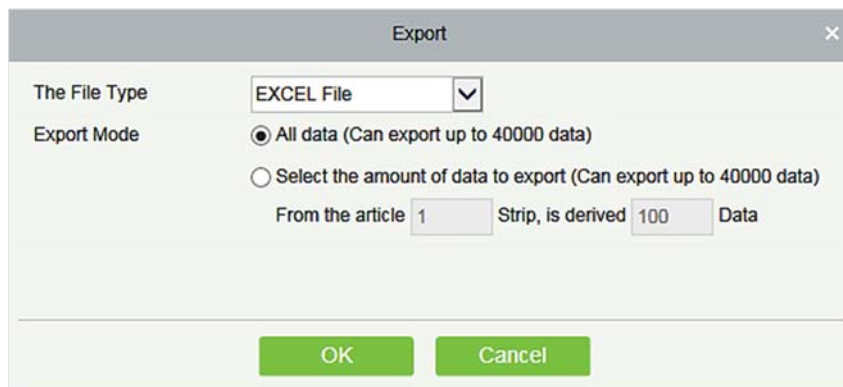 Export
The File Type EXCEL File
Export Mode All data (Can export up to 40000 data)
Select the amount of data to export (Can export up to 40000 data)
From the article 1 Strip, is derived 100 Data
OK Cancel